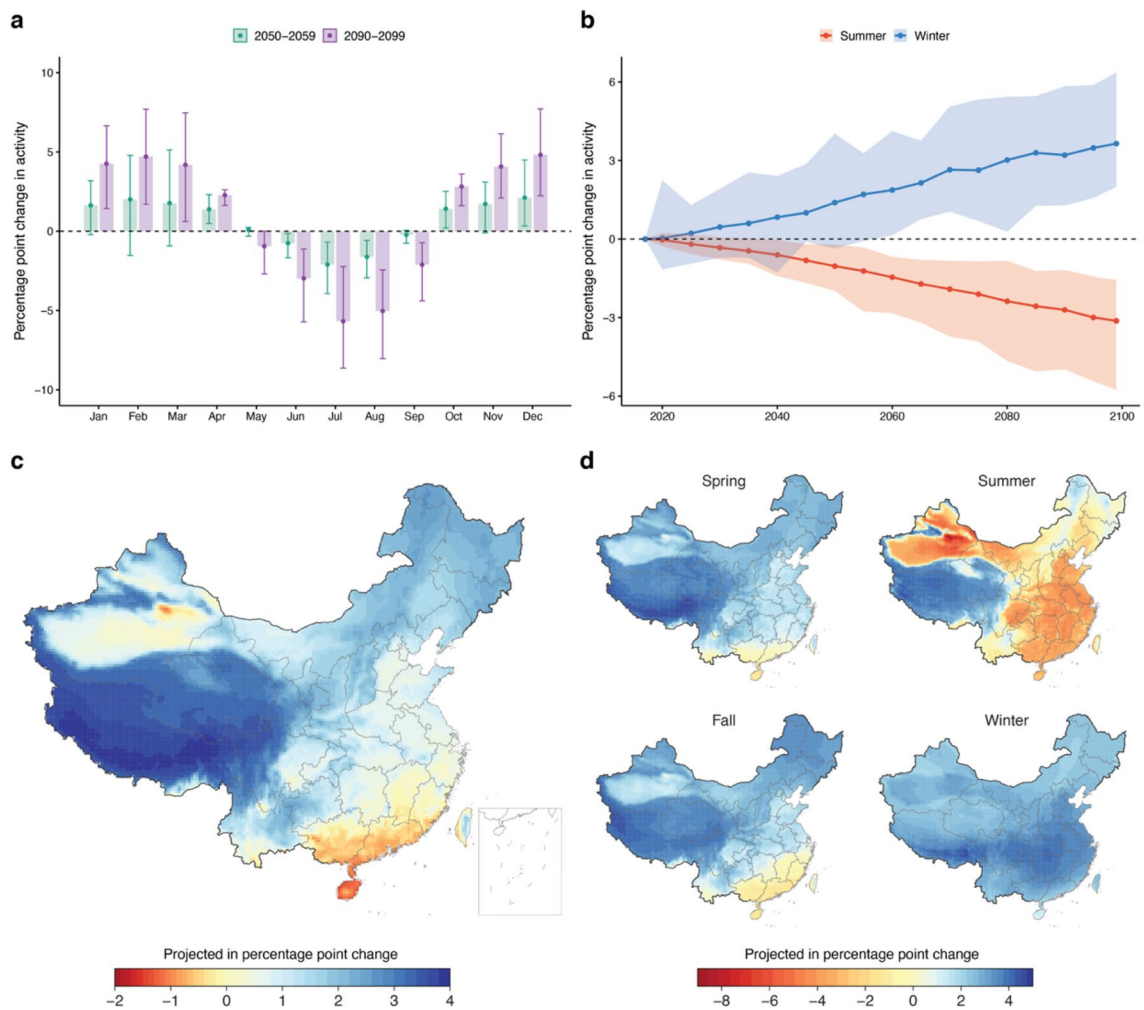 a
2050−2059 2090−2099
Percentage point change in activity
10
5
0
−5
−10
Jan Feb Mar Apr May Jun Jul Aug Sep Oct Nov Dec
b
Summer Winter
Percentage point change in activity
6
3
0
−3
−6
2020 2040 2060 2080 2100
c
Projected in percentage point change
−2 −1 0 1 2 3 4
d
Spring Summer
Fall Winter
Projected in percentage point change
−8 −6 −4 −2 0 2 4